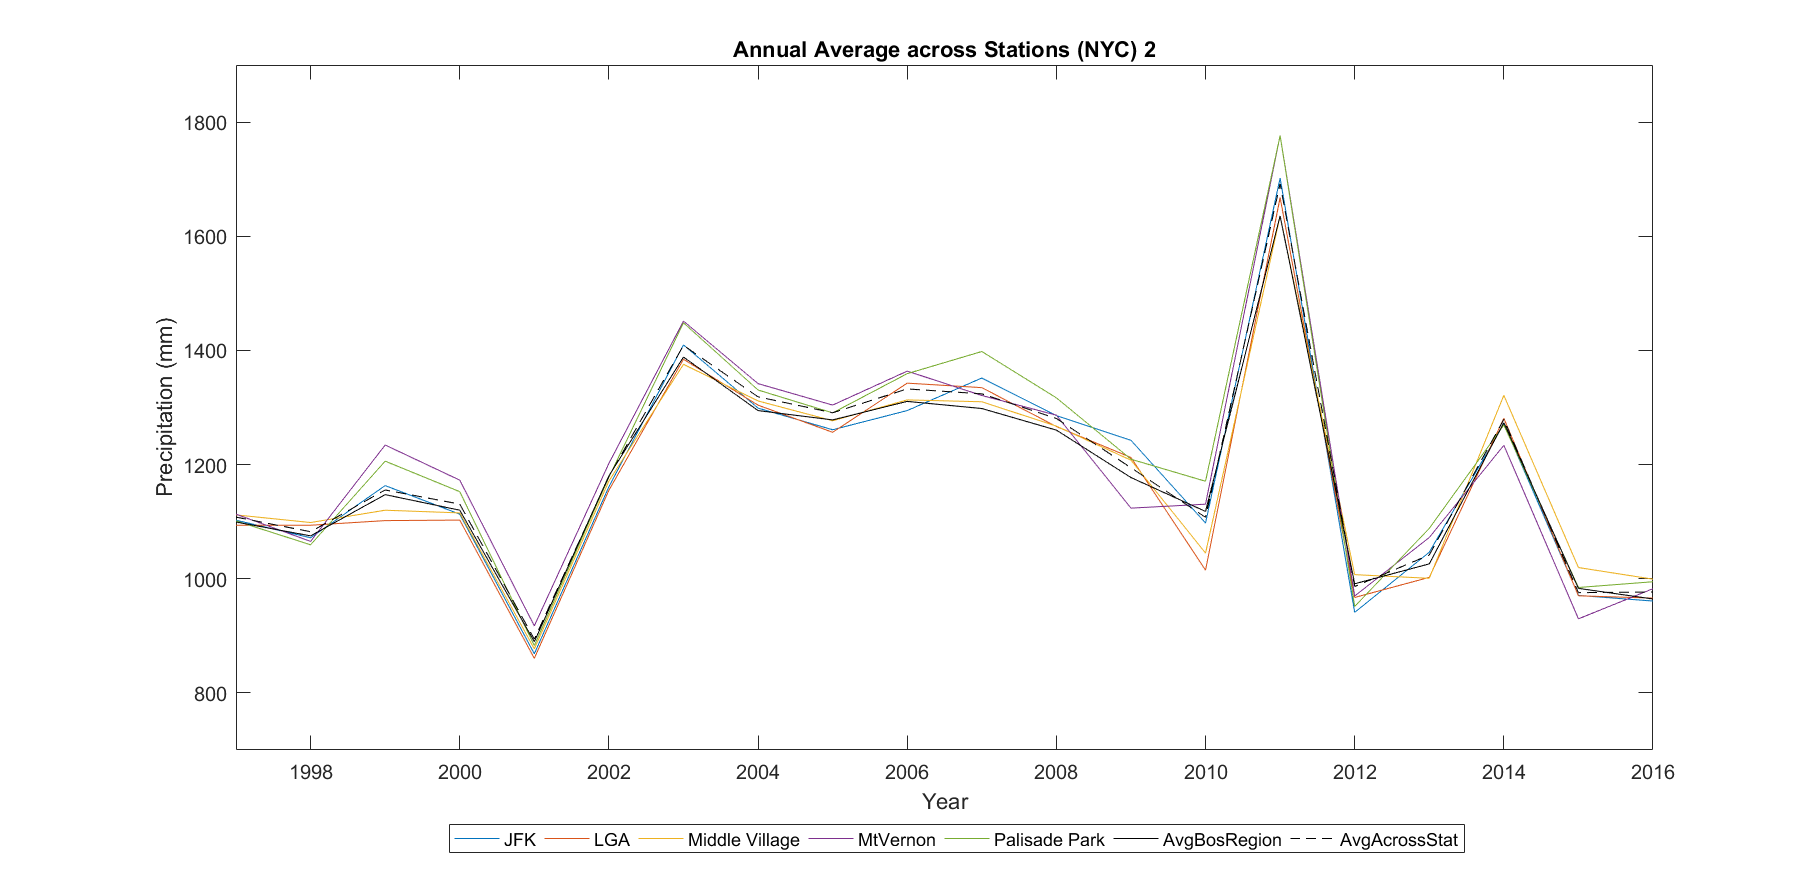 Annual Average across Stations (NYC) 2
Precipitation (mm)
1800
1600
1400
1200
1000
800
1998 2000 2002 2004 2006 2008 2010 2012 2014 2016
Year
JFK LGA Middle Village MtVernon Palisade Park AvgBosRegion AvgAcrossStat